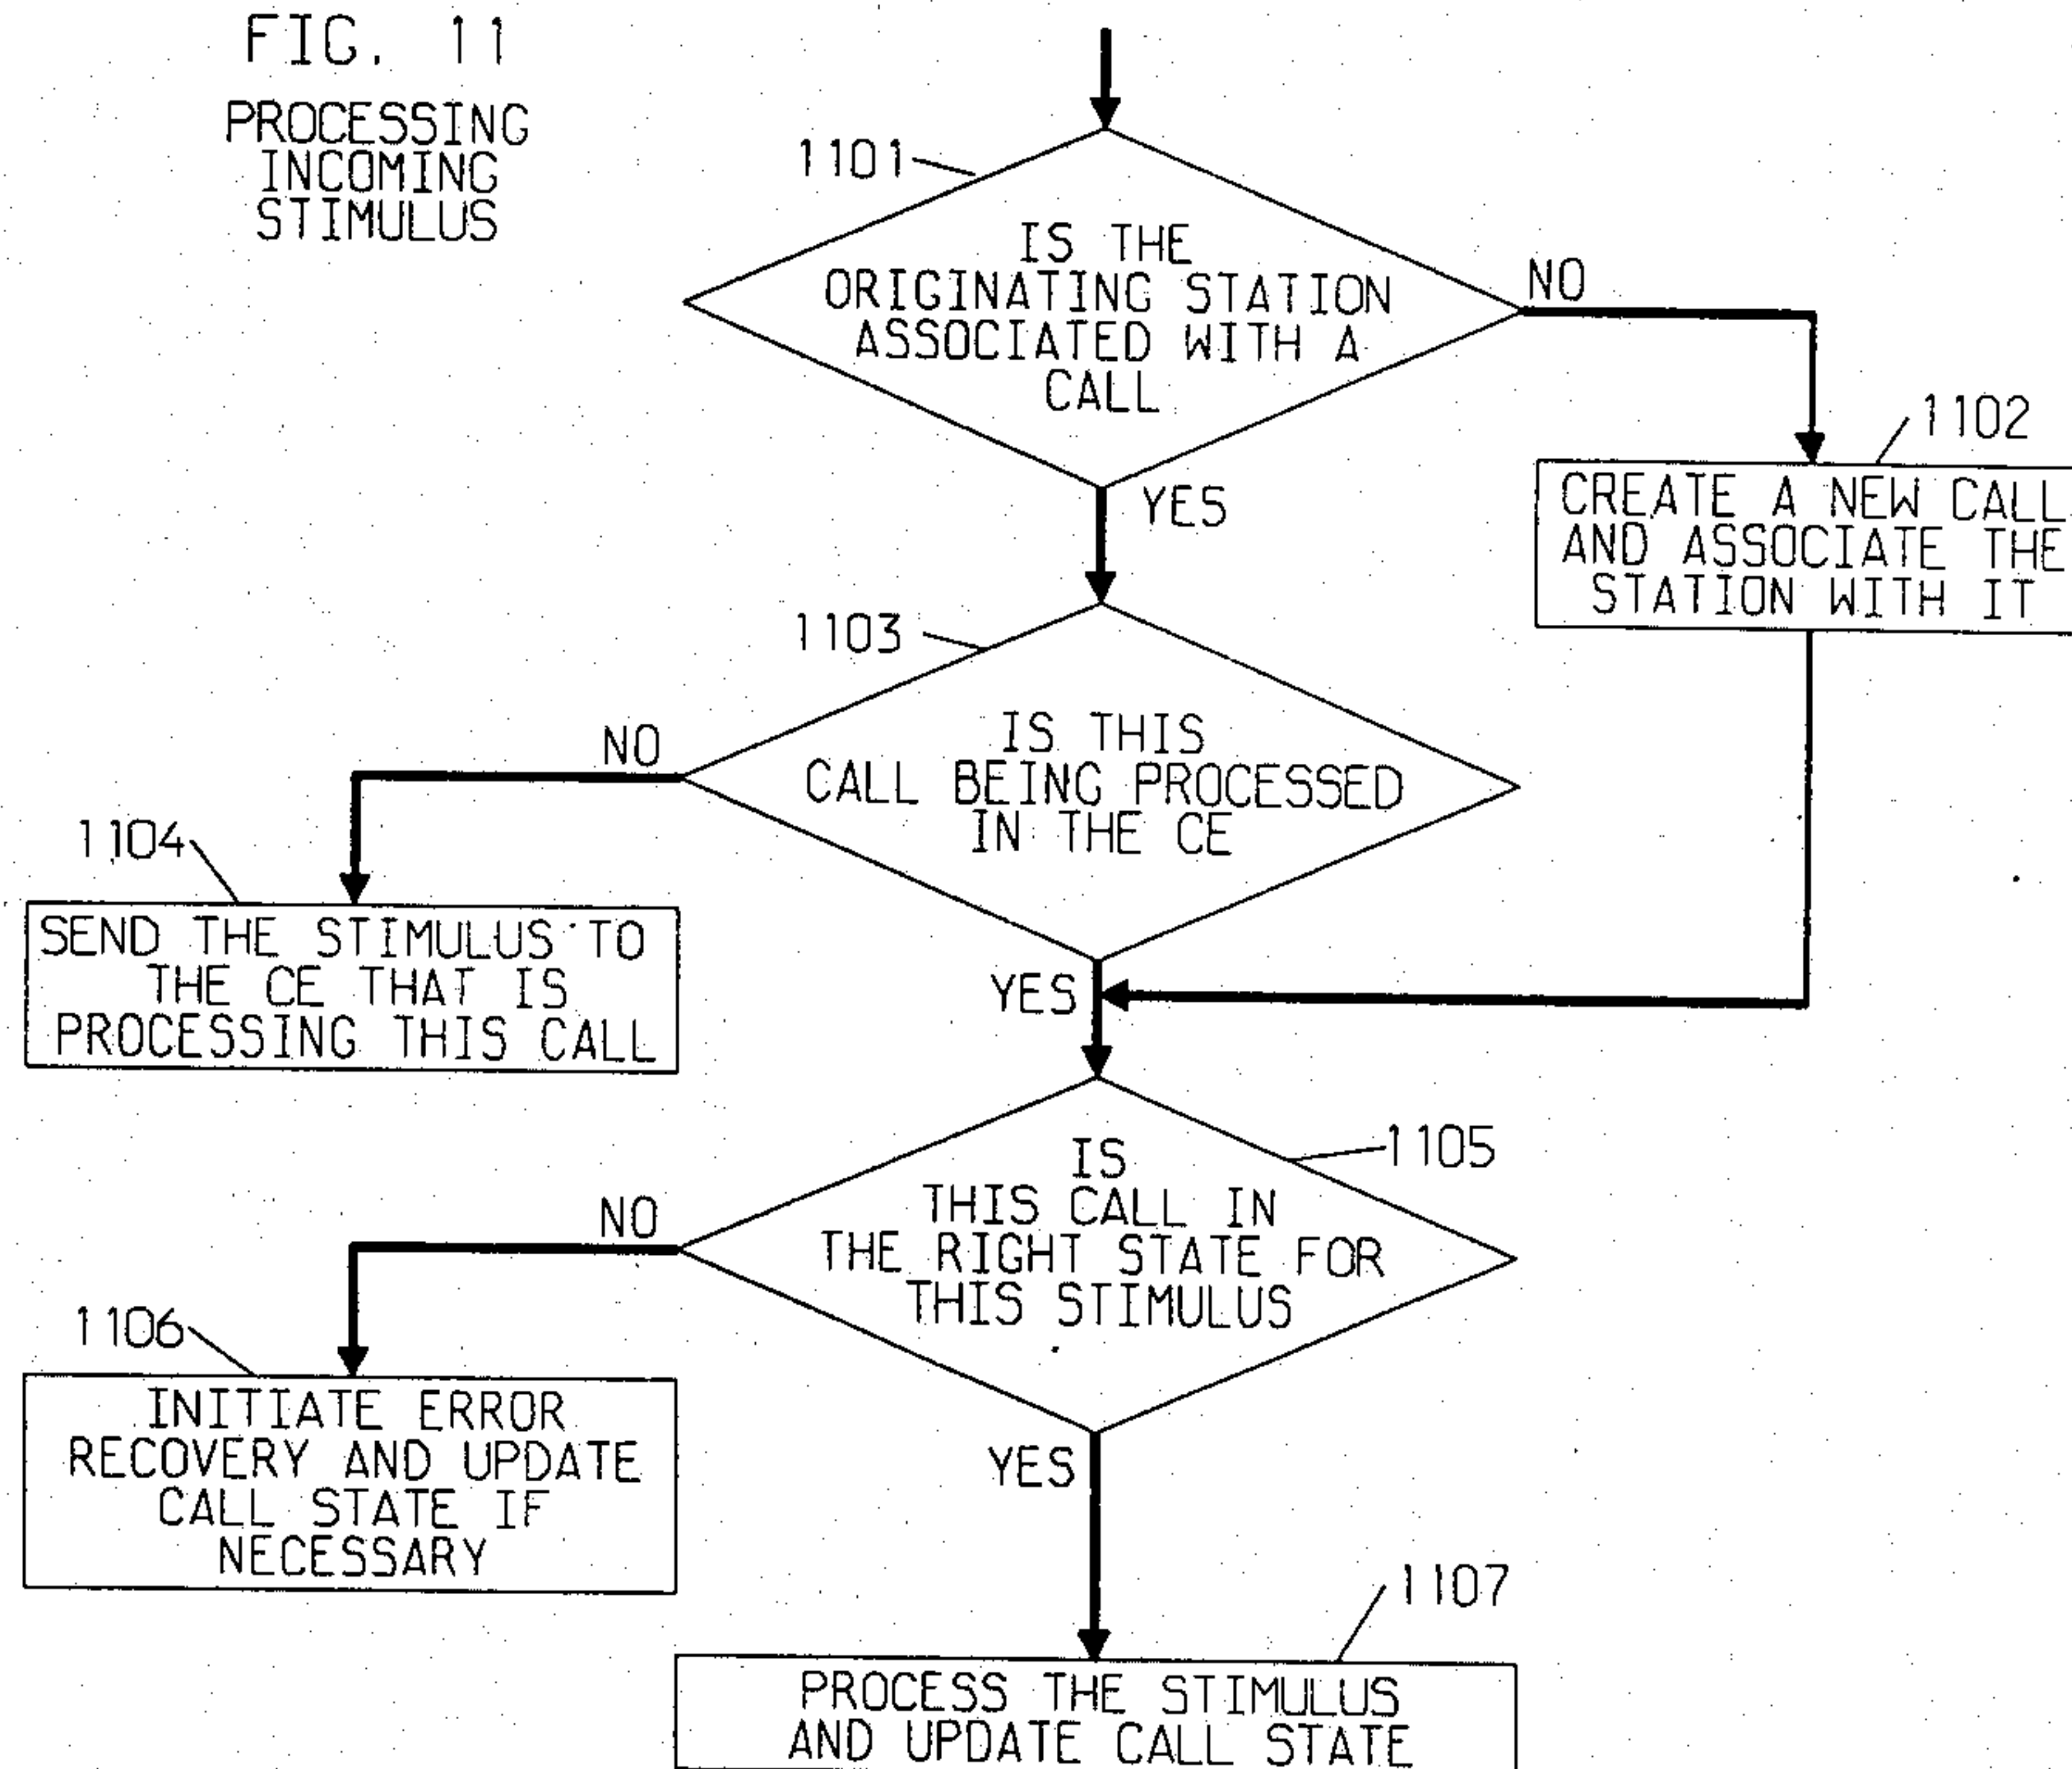 FIG. 11
PROCESSING
INCOMING
STIMULUS
1101
IS THE
ORIGINATING STATION
ASSOCIATED WITH A
CALL
NO
YES
1102
CREATE A NEW CALL
AND ASSOCIATE THE
STATION WITH IT
1103
IS THIS
CALL BEING PROCESSED
IN THE CE
NO
YES
1104
SEND THE STIMULUS TO
THE CE THAT IS
PROCESSING THIS CALL
1105
IS
THIS CALL IN
THE RIGHT STATE FOR
THIS STIMULUS
NO
YES
1106
INITIATE ERROR
RECOVERY AND UPDATE
CALL STATE IF
NECESSARY
1107
PROCESS THE STIMULUS
AND UPDATE CALL STATE